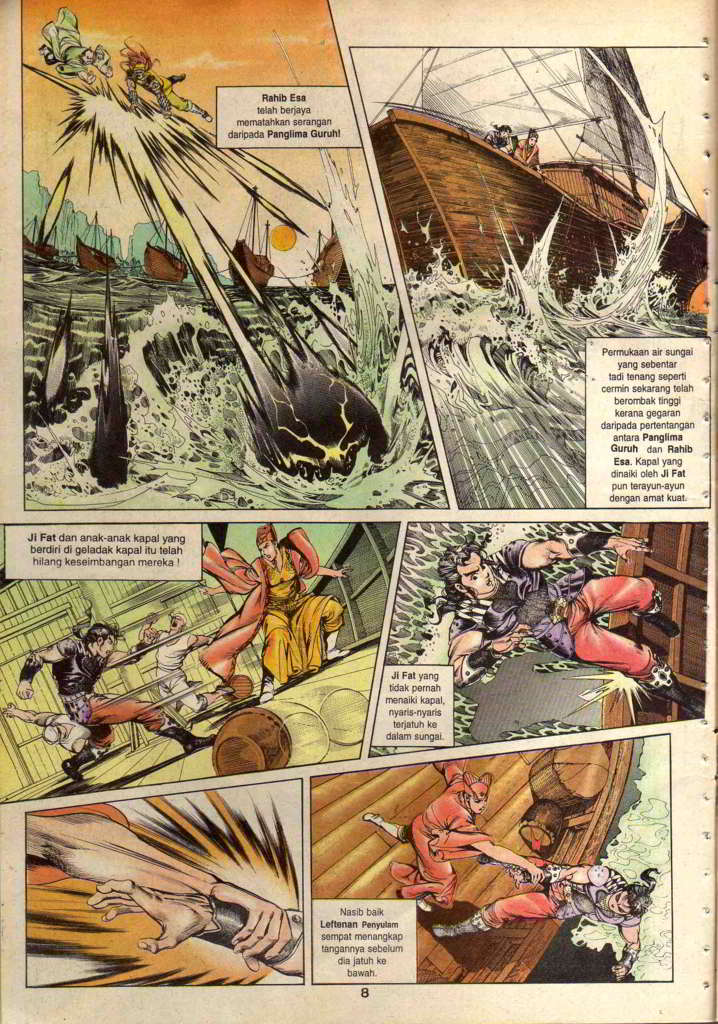 Rahib Esa
telah berjaya
mematahkan serangan
daripada Panglima Guruh!
Permukaan air sungai
yang sebentar
tadi tenang seperti
cermin sekarang telah
berombak tinggi
kerana gegaran
daripada pertentangan
antara Panglima
Guruh dan Rahib
Esa. Kapal yang
dinaiki oleh Ji Fat
pun terayun-ayun
dengan amat kuat.
Ji Fat dan anak-anak kapal yang
berdiri di geladak kapal itu telah
hilang keseimbangan mereka !
Ji Fat yang
tidak pernah
menaiki kapal,
nyaris-nyaris
terjatuh ke
dalam sungai.
Nasib baik
Leftenan Penyulam
sempat menangkap
tangannya sebelum
dia jatuh ke
bawah.
8